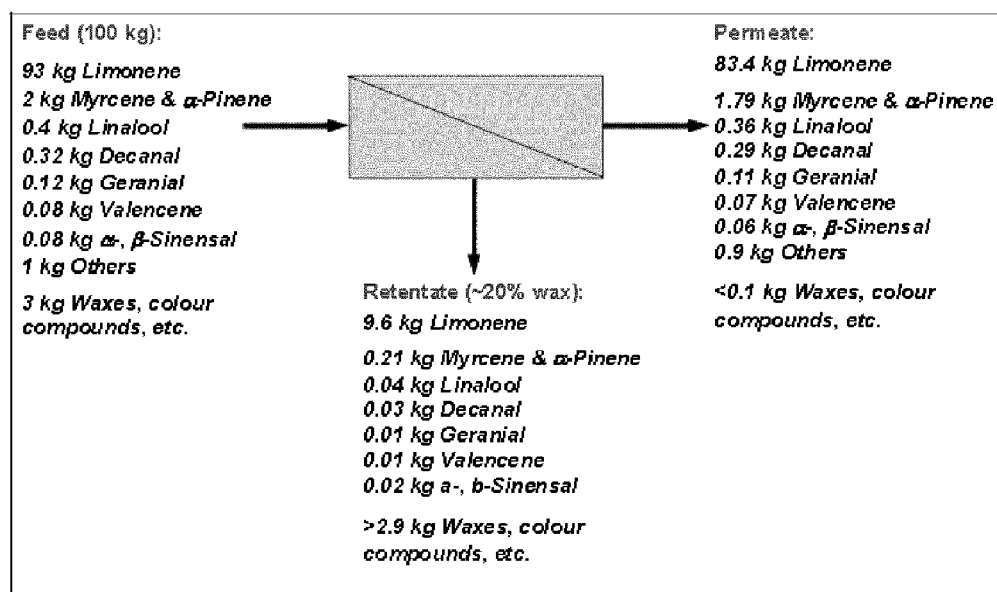 Feed (100 kg):
93 kg Limonene
2 kg Myrcene & α-Pinene
0.4 kg Linalool
0.32 kg Decanal
0.12 kg Geranial
0.08 kg Valencene
0.08 kg α-, β-Sinensal
1 kg Others
3 kg Waxes, colour
compounds, etc.
Retentate (~20% wax):
9.6 kg Limonene
0.21 kg Myrcene & α-Pinene
0.04 kg Linalool
0.03 kg Decanal
0.01 kg Geranial
0.01 kg Valencene
0.02 kg a-, b-Sinensal
>2.9 kg Waxes, colour
compounds, etc.
Permeate:
83.4 kg Limonene
1.79 kg Myrcene & α-Pinene
0.36 kg Linalool
0.29 kg Decanal
0.11 kg Geranial
0.07 kg Valencene
0.06 kg α-, β-Sinensal
0.9 kg Others
<0.1 kg Waxes, colour
compounds, etc.